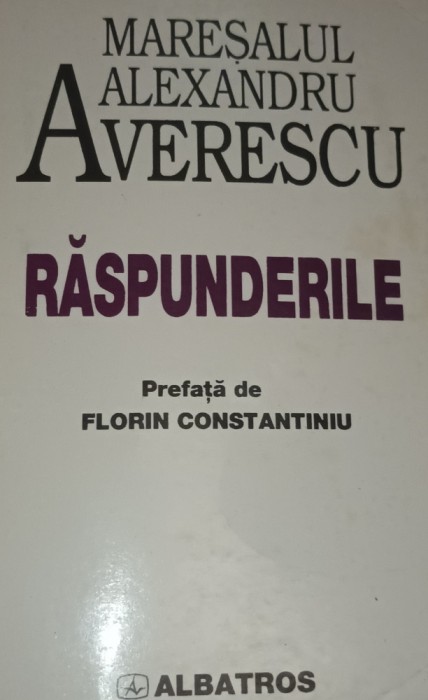 MAREȘALUL
ALEXANDRU
AVERESCU
RĂSPUNDERILE
Prefață de
FLORIN CONSTANTINIU
ALBATROS